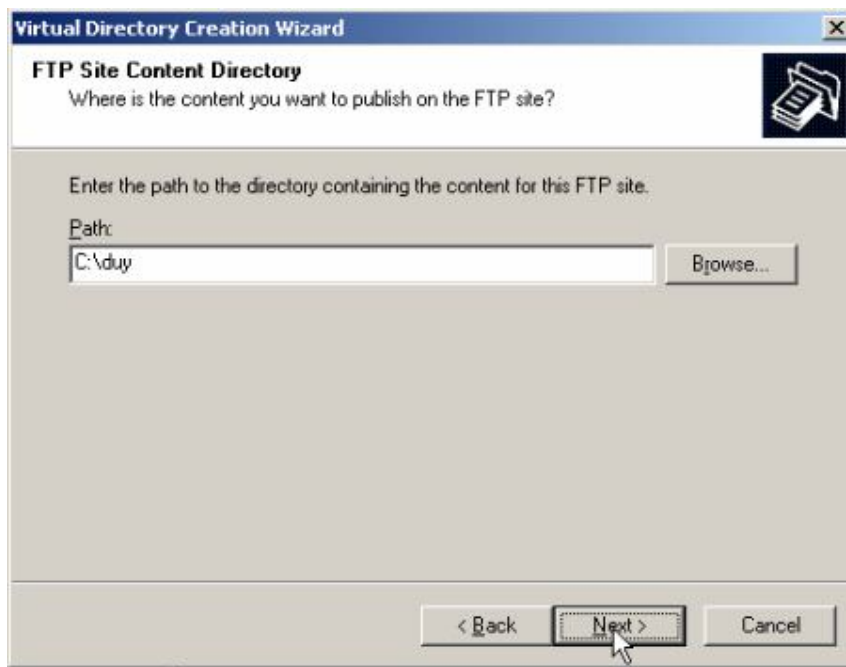 Virtual Directory Creation Wizard
FTP Site Content Directory
Where is the content you want to publish on the FTP site?
Enter the path to the directory containing the content for this FTP site.
Path:
C:\duy
Browse...
< Back
Next >
Cancel